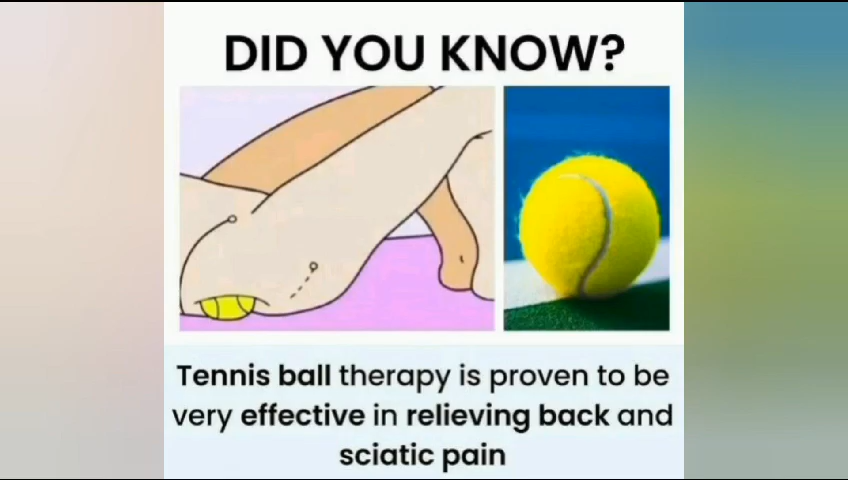 DID YOU KNOW?
Tennis ball therapy is proven to be
very effective in relieving back and
sciatic pain